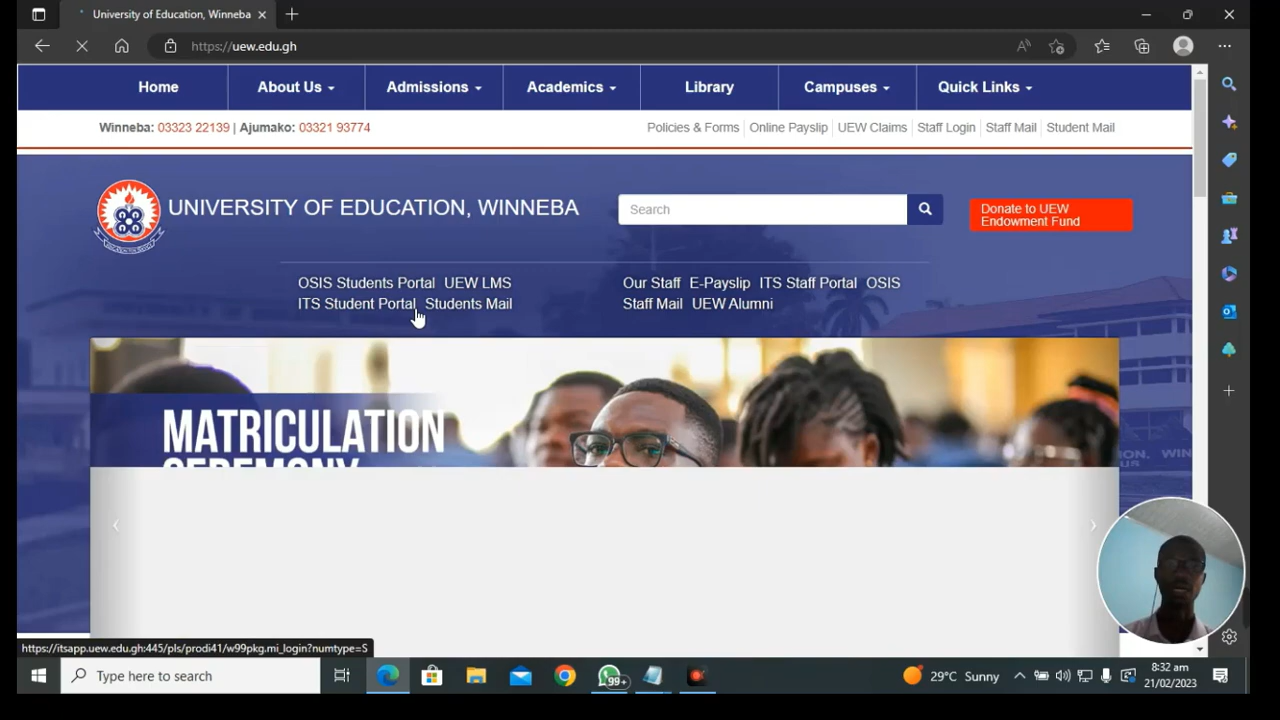 University of Education, Winneba
https://uew.edu.gh
Home About Us Admissions Academics Library Campuses Quick Links
Winneba: 03323 22139 | Ajumako: 03321 93774
Policies & Forms Online Payslip UEW Claims Staff Login Staff Mail Student Mail
UNIVERSITY OF EDUCATION, WINNEBA
Search
Donate to UEW
Endowment Fund
OSIS Students Portal UEW LMS
ITS Student Portal Students Mail
Our Staff E-Payslip ITS Staff Portal OSIS
Staff Mail UEW Alumni
MATRICULATION
CEREMONY
https://itsapp.uew.edu.gh:445/pls/prodi41/w99pkg.mi_login?numtype=S
Type here to search
99+
29°C Sunny
8:32 am
21/02/2023